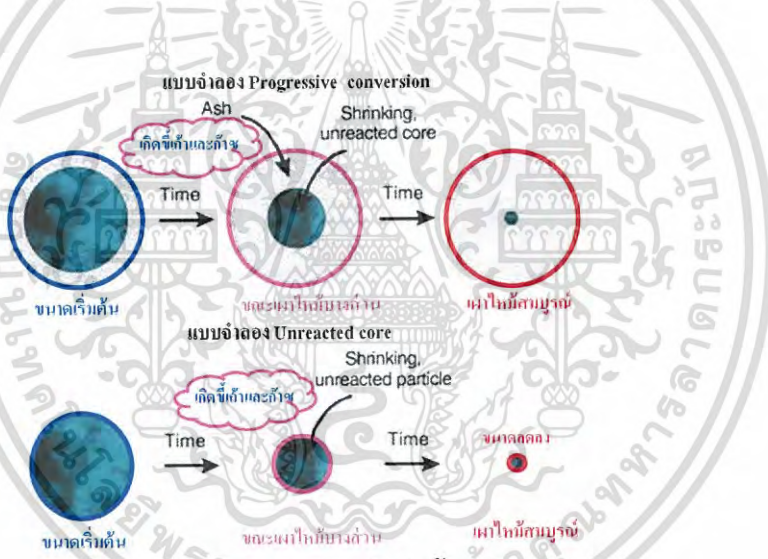 แบบจำลอง Progressive conversion
Ash
Shrinking,
unreacted core
เกิดขี้เถ้าและก๊าซ
Time
Time
ขนาดเริ่มต้น
ขณะเผาไหม้บางส่วน
เผาไหม้สมบูรณ์
แบบจำลอง Unreacted core
Shrinking,
unreacted particle
เกิดขี้เถ้าและก๊าซ
Time
Time
ขนาดลดลง
ขนาดเริ่มต้น
ขณะเผาไหม้บางส่วน
เผาไหม้สมบูรณ์